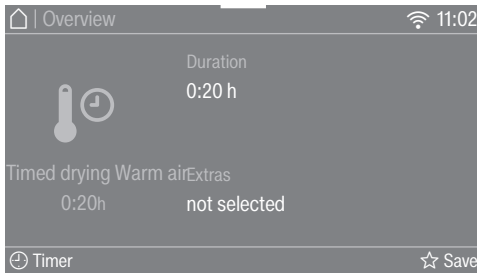 | Overview
11:02
Duration
0:20 h
Timed drying Warm air
0:20h
Extras
not selected
Timer
Save